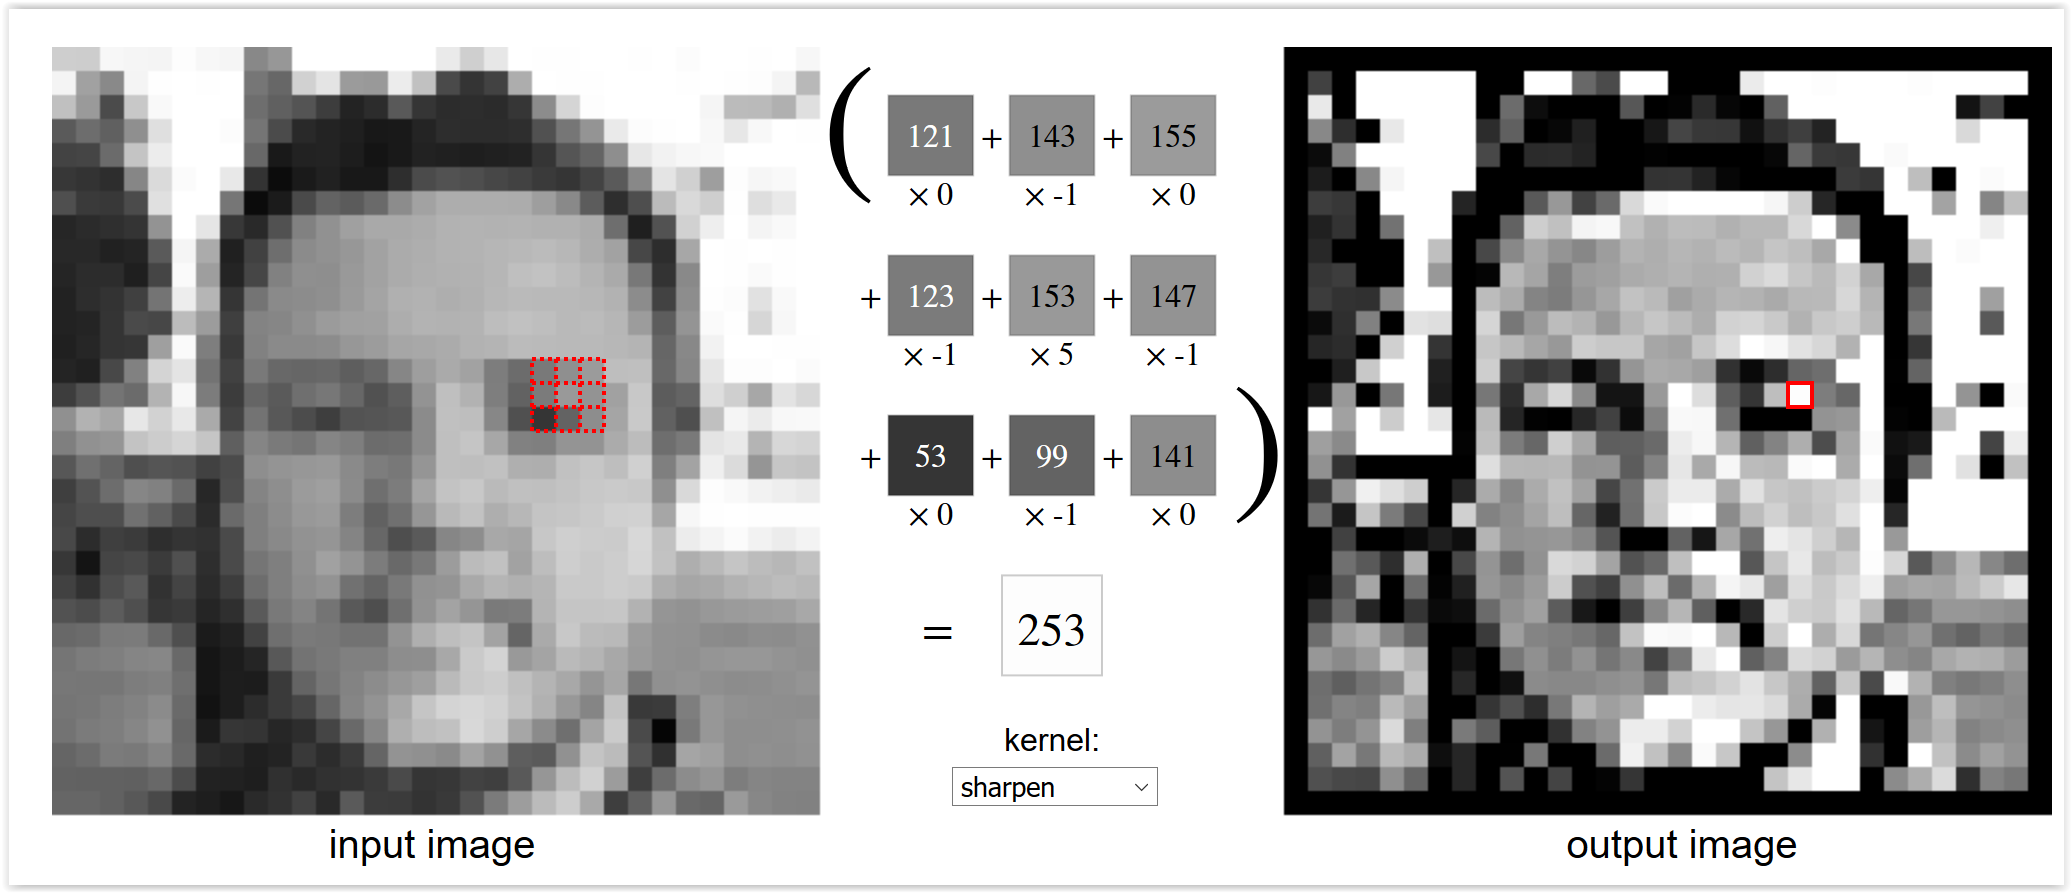 121 + 143 + 155
× 0 × -1 × 0
+ 123 + 153 + 147
× -1 × 5 × -1
+ 53 + 99 + 141
× 0 × -1 × 0
= 253
kernel:
sharpen
input image
output image